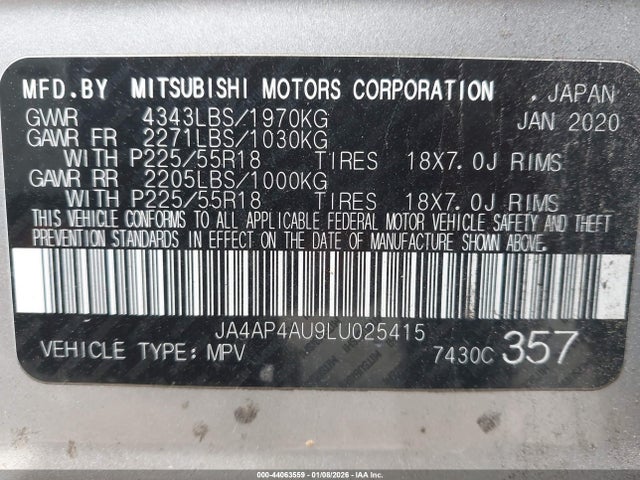 MFD.BY MITSUBISHI MOTORS CORPORATION . JAPAN
GVWR 4343LBS/1970KG JAN 2020
GAWR FR 2271LBS/1030KG
WITH P225/55R18 TIRES 18X7.0J RIMS
GAWR RR 2205LBS/1000KG
WITH P225/55R18 TIRES 18X7.0J RIMS
THIS VEHICLE CONFORMS TO ALL APPLICABLE FEDERAL MOTOR VEHICLE SAFETY AND THEFT
PREVENTION STANDARDS IN EFFECT ON THE DATE OF MANUFACTURE SHOWN ABOVE.
JA4AP4AU9LU025415
VEHICLE TYPE: MPV 7430C 357
000-44063559 - 01/08/2026 - IAA Inc.